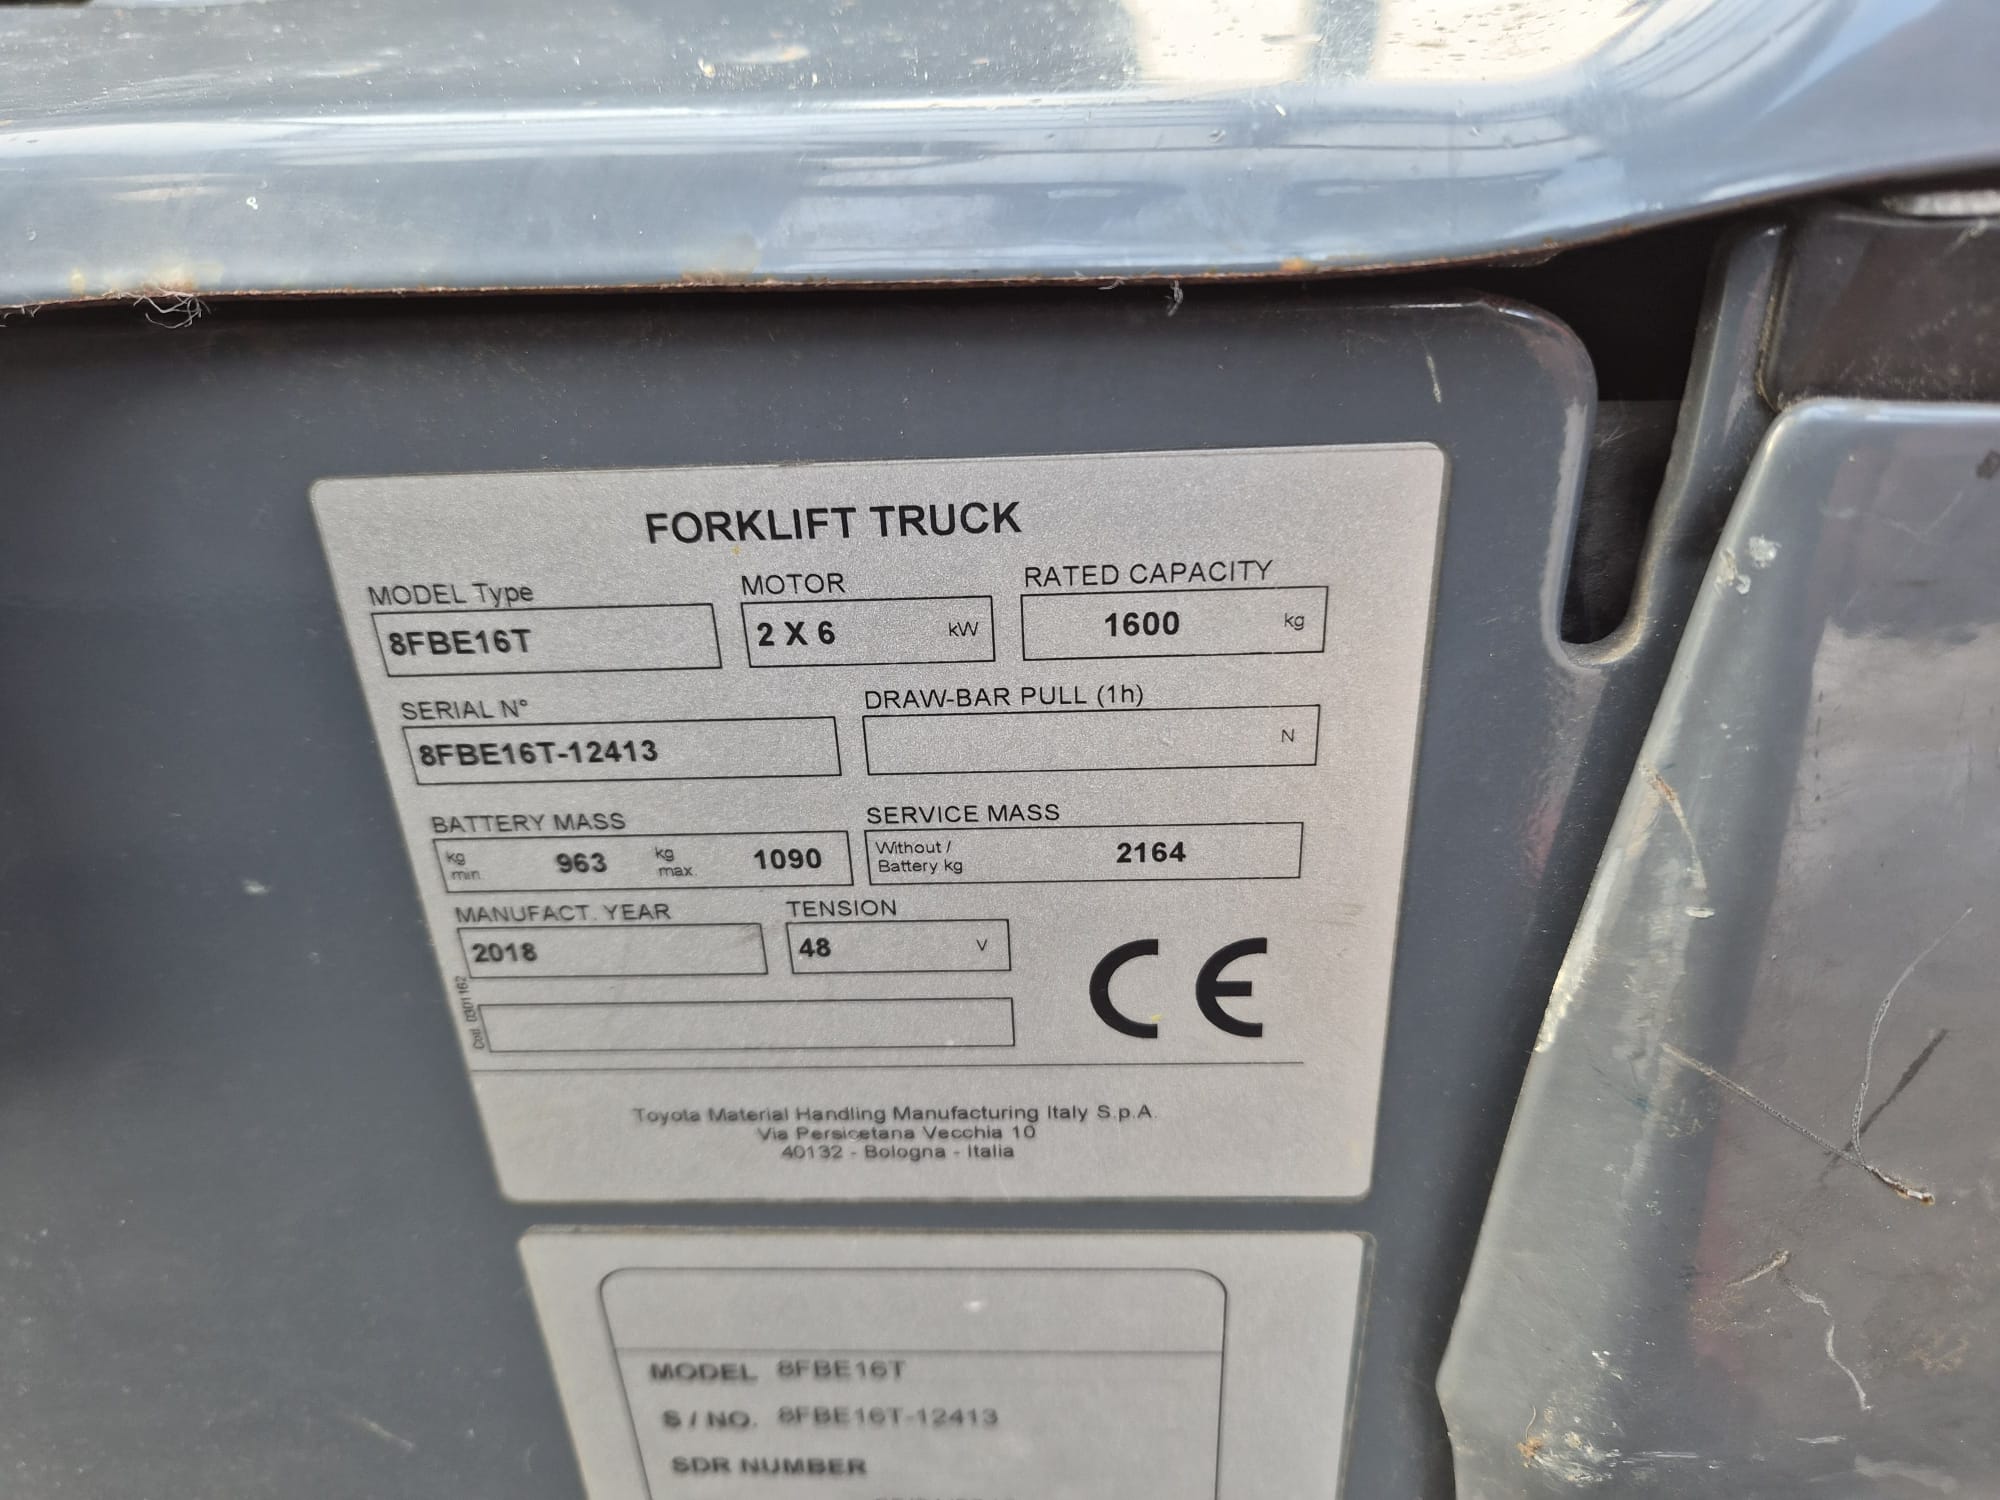 FORKLIFT TRUCK
MODEL Type
8FBE16T
MOTOR
2 X 6 kW
RATED CAPACITY
1600 kg
SERIAL N°
8FBE16T-12413
DRAW-BAR PULL (1h)
N
BATTERY MASS
kg min. 963 kg max. 1090
SERVICE MASS
Without / Battery kg 2164
MANUFACT. YEAR
2018
TENSION
48 V
CE
Cod. 0301162
Toyota Material Handling Manufacturing Italy S.p.A.
Via Persicetana Vecchia 10
40132 - Bologna - Italia
MODEL 8FBE16T
S / NO. 8FBE16T-12413
SDR NUMBER